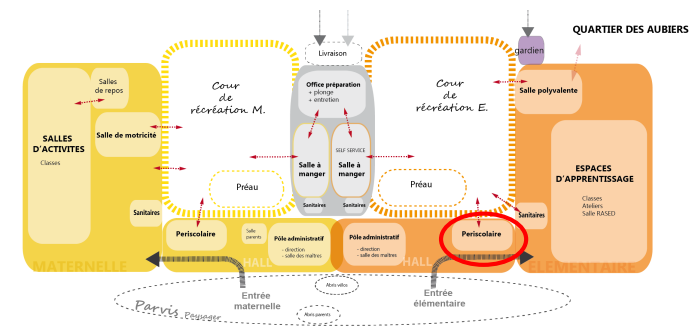 QUARTIER DES AUBIERS
Livraison
gardien
Salles
de repos
Cour
de
récréation M.
Office préparation
+ plonge
+ entretien
Cour
de
récréation E.
Salle polyvalente
Salle de motricité
SALLES
D'ACTIVITES
Classes
SELF SERVICE
Salle à
manger
Salle à
manger
ESPACES
D'APPRENTISSAGE
Classes
Ateliers
Salle RASED
Préau
Préau
Sanitaires
Sanitaires
Sanitaires
Sanitaires
Periscolaire
Salle
parents
Pôle administratif
- direction
- salle des maîtres
Pôle administratif
- direction
- salle des maîtres
Periscolaire
MATERNELLE
HALL
HALL
ELEMENTAIRE
Entrée
maternelle
Abris vélos
Entrée
élémentaire
Parvis Paysager
Abris parents